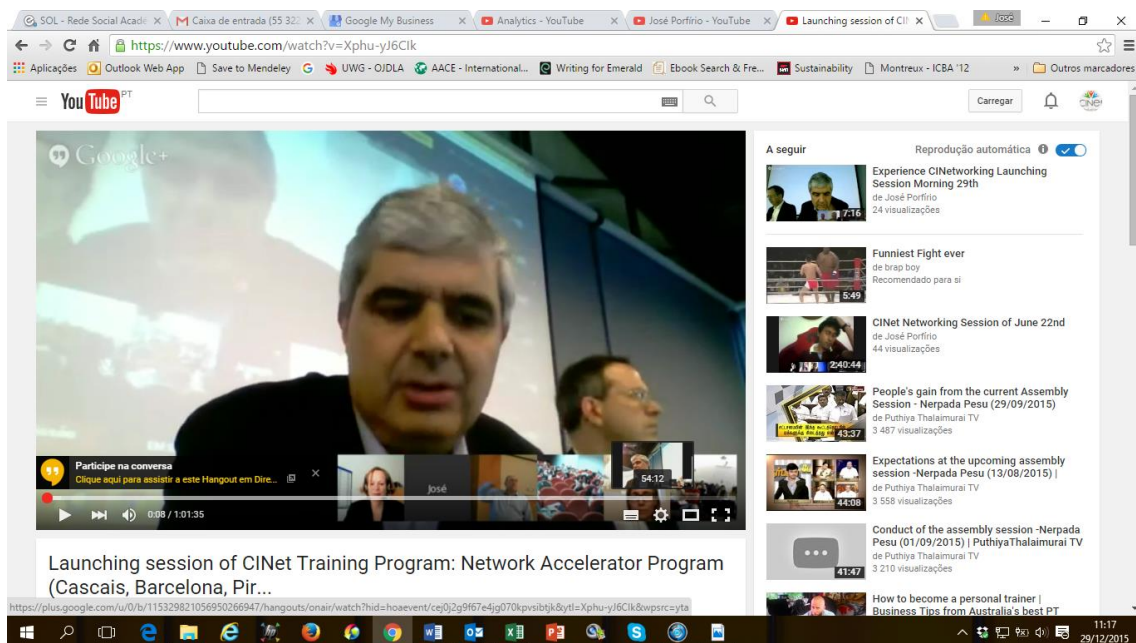 SOL - Rede Social Acadé
Caixa de entrada (55 322
Google My Business
Analytics - YouTube
José Porfírio - YouTube
Launching session of CIN
José
https://www.youtube.com/watch?v=Xphu-yJ6CIk
Aplicações
Outlook Web App
Save to Mendeley
UWG - OJDLA
AACE - International...
Writing for Emerald
Ebook Search & Fre...
Sustainability
Montreux - ICBA '12
»
Outros marcadores
YouTube PT
Carregar
CINet
Google+
Participe na conversa
Clique aqui para assistir a este Hangout em Dire...
José
54:12
0:08 / 1:01:35
Launching session of CINet Training Program: Network Accelerator Program
(Cascais, Barcelona, Pir...
https://plus.google.com/u/0/b/115329821056950266947/hangouts/onair/watch?hid=hoaevent/cej0j2g9f67e4jg070kpvsibtjk&ytl=Xphu-yJ6CIk&wpsrc=yta
A seguir
Reprodução automática
Experience CINetworking Launching
Session Morning 29th
de José Porfírio
24 visualizações
7:16
Funniest Fight ever
de brap boy
Recomendado para si
5:49
CINet Networking Session of June 22nd
de José Porfírio
44 visualizações
2:40:44
People's gain from the current Assembly
Session - Nerpada Pesu (29/09/2015)
de Puthiya Thalaimurai TV
3 487 visualizações
43:37
Expectations at the upcoming assembly
session -Nerpada Pesu (13/08/2015) |
de Puthiya Thalaimurai TV
3 558 visualizações
44:08
Conduct of the assembly session -Nerpada
Pesu (01/09/2015) | PuthiyaThalaimurai TV
de Puthiya Thalaimurai TV
3 210 visualizações
41:47
How to become a personal trainer |
Business Tips from Australia's best PT
11:17